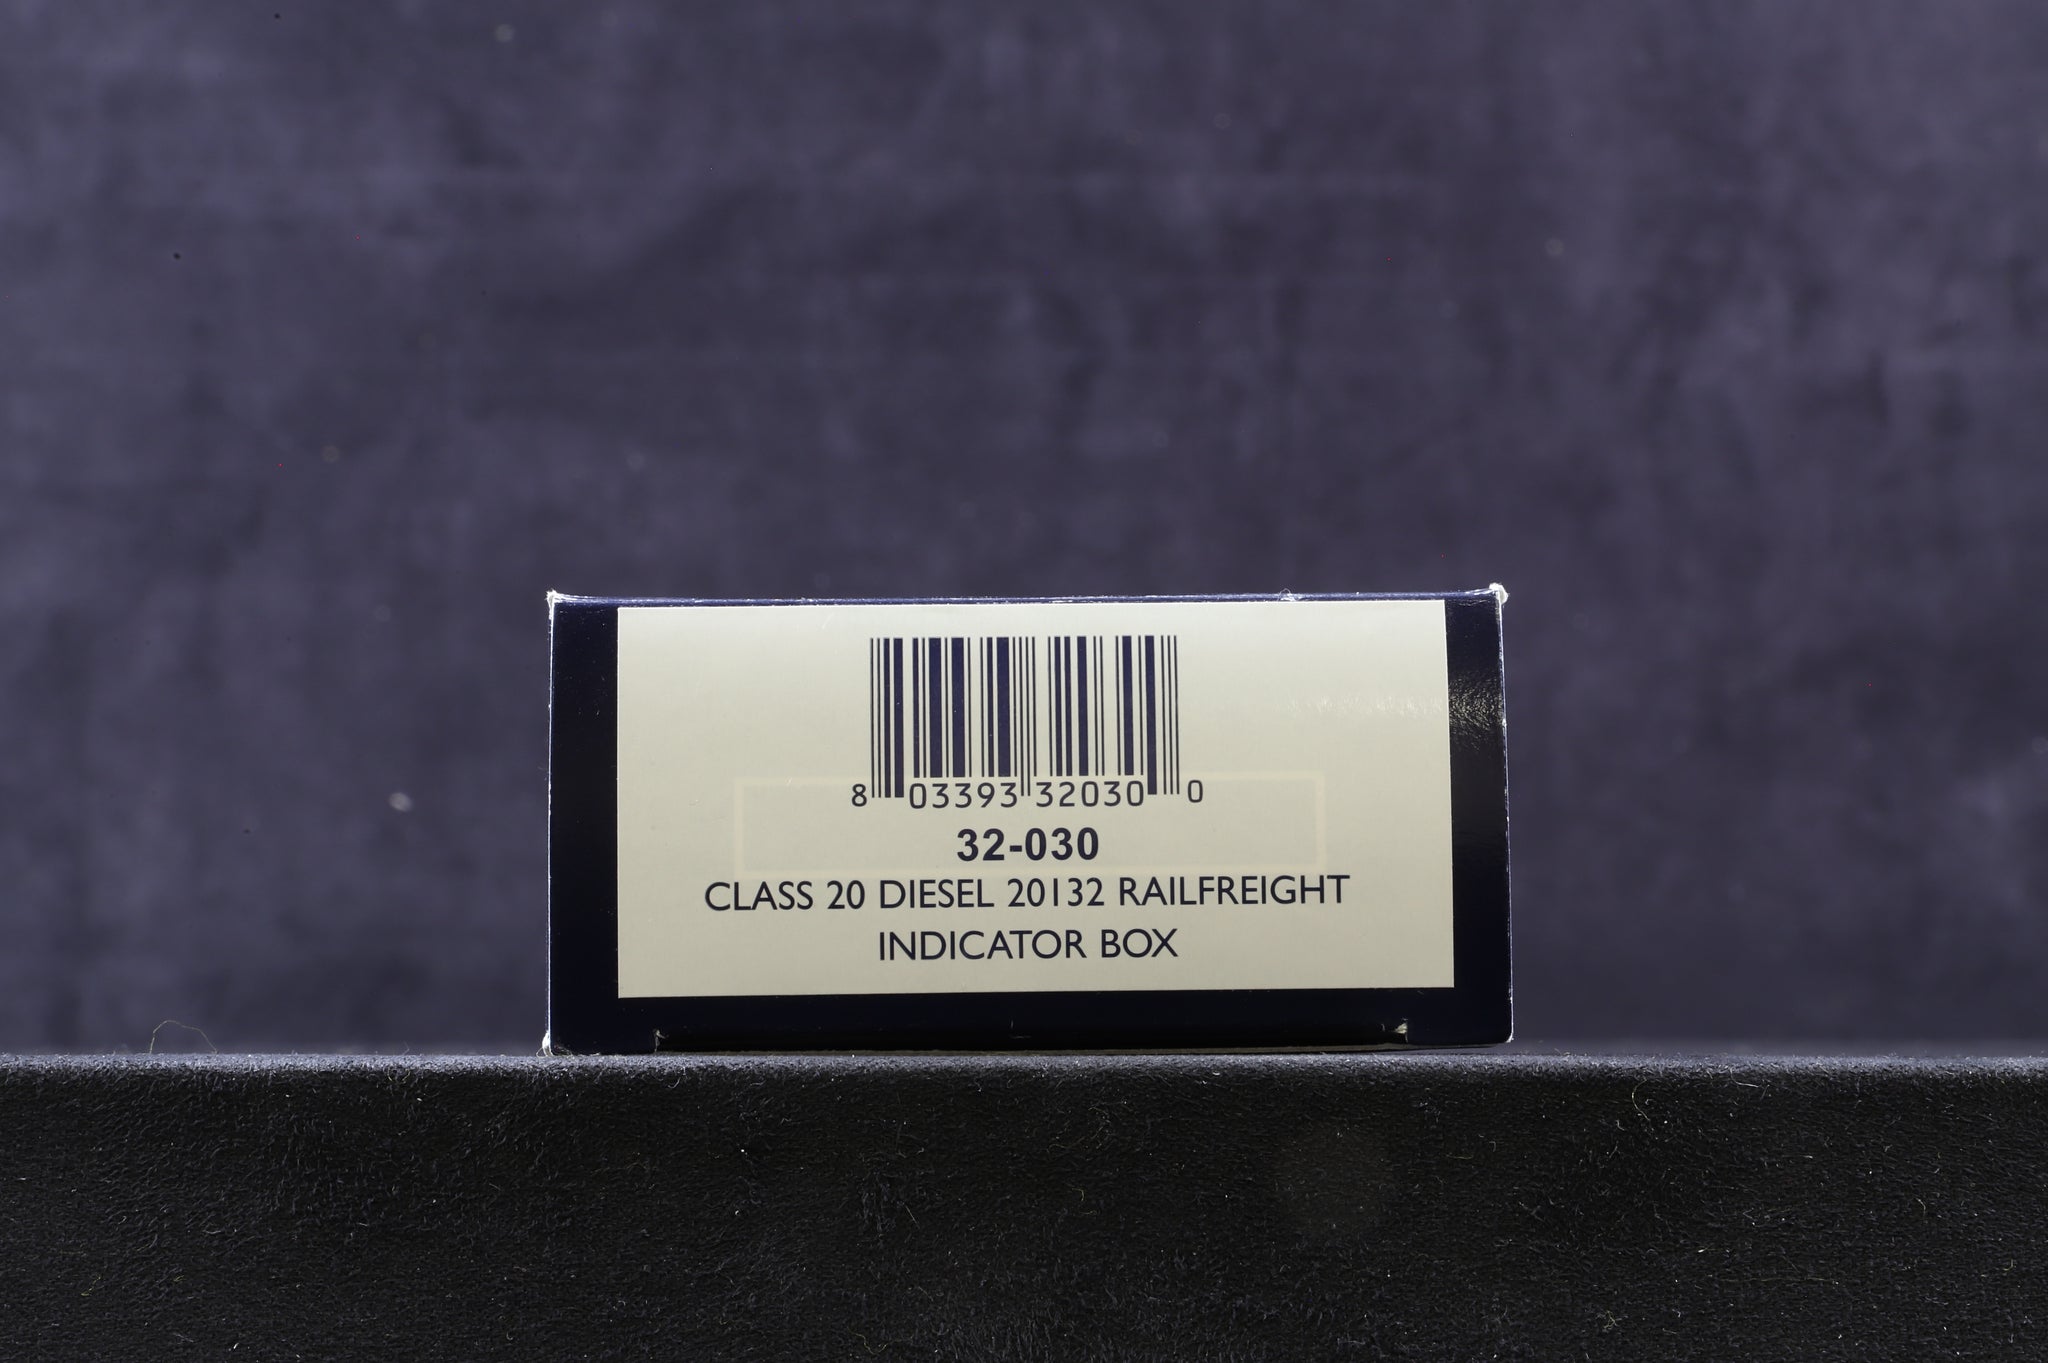 8 03393 32030 0
32-030
CLASS 20 DIESEL 20132 RAILFREIGHT
INDICATOR BOX